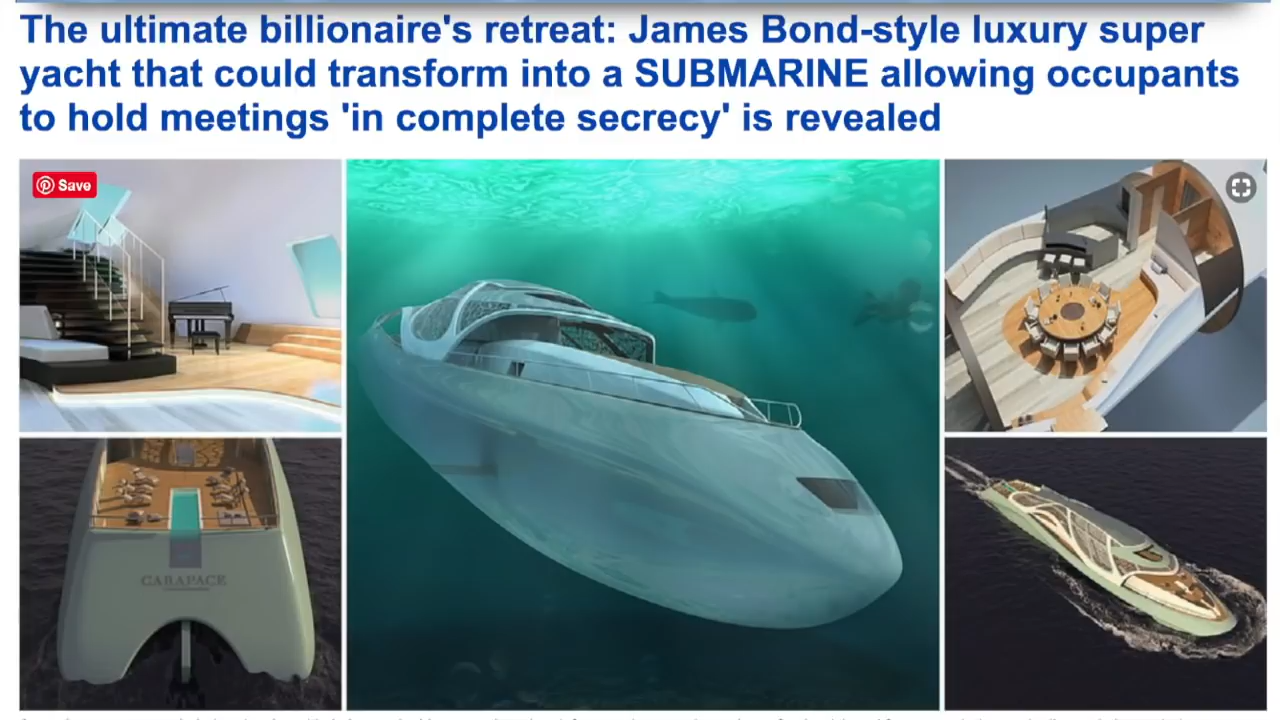 The ultimate billionaire's retreat: James Bond-style luxury super
yacht that could transform into a SUBMARINE allowing occupants
to hold meetings 'in complete secrecy' is revealed
Save
CARAPACE